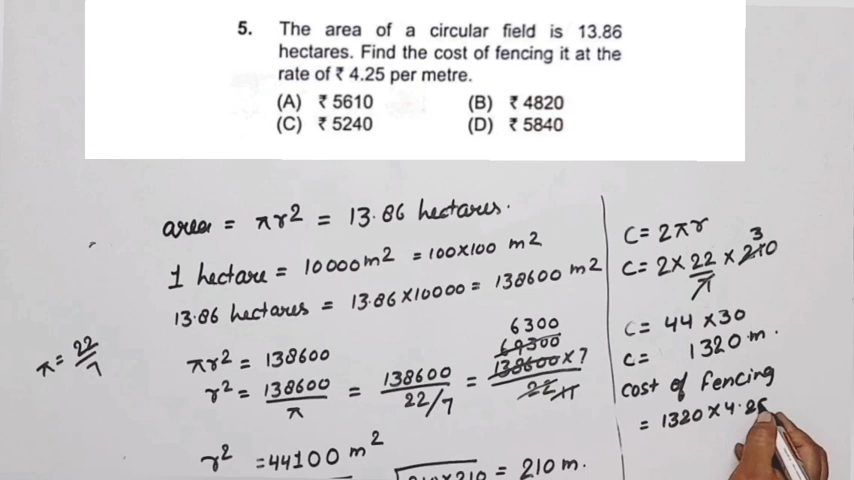 5. The area of a circular field is 13.86
hectares. Find the cost of fencing it at the
rate of ₹ 4.25 per metre.
(A) ₹ 5610 (B) ₹ 4820
(C) ₹ 5240 (D) ₹ 5840
area = πr2 = 13.86 hectares.
1 hectare = 10000m2 = 100x100 m2
13.86 hectares = 13.86x10000 = 138600 m2
π = 22/7
πr2 = 138600
r2 = 138600/π = 138600/22/7 = 6300 69300 138600x7/22 11
r2 = 44100 m2
= 210 m.
C = 2πr
C = 2x 22/7 x 210 3
C = 44 x30
C = 1320 m.
Cost of Fencing
= 1320 x 4.25